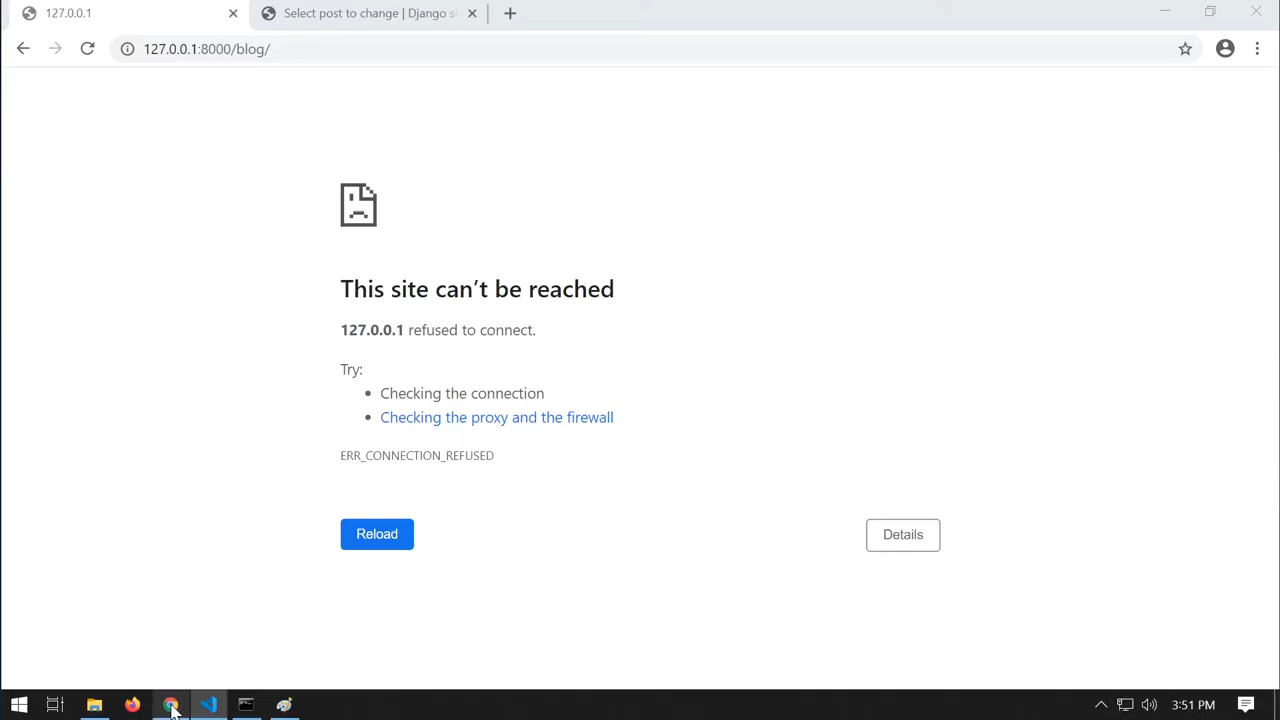 127.0.0.1
Select post to change | Django si
127.0.0.1:8000/blog/
This site can’t be reached
127.0.0.1 refused to connect.
Try:
• Checking the connection
• Checking the proxy and the firewall
ERR_CONNECTION_REFUSED
Reload
Details
3:51 PM